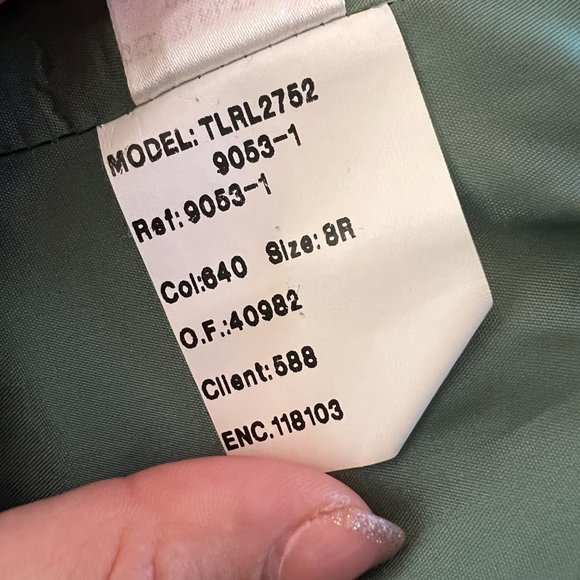 MODEL: TLRL2752
9053-1
Ref: 9053-1
Col:640 Size: 8R
O.F.:40982
Client: 588
ENC.118103